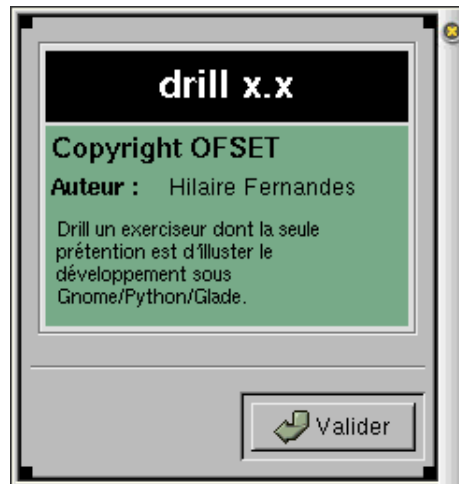 drill x.x
Copyright OFSET
Auteur : Hilaire Fernandes
Drill un exerciseur dont la seule
prétention est d'illuster le
développement sous
Gnome/Python/Glade.
Valider